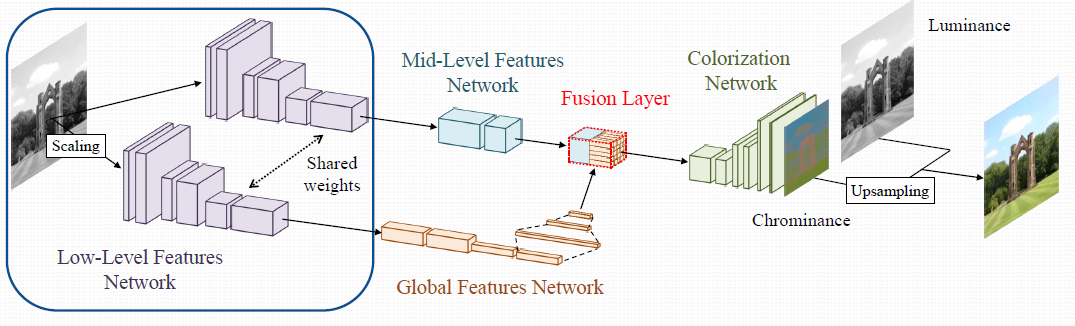 Scaling
Low-Level Features
Network
Shared
weights
Mid-Level Features
Network
Global Features Network
Fusion Layer
Colorization
Network
Chrominance
Luminance
Upsampling